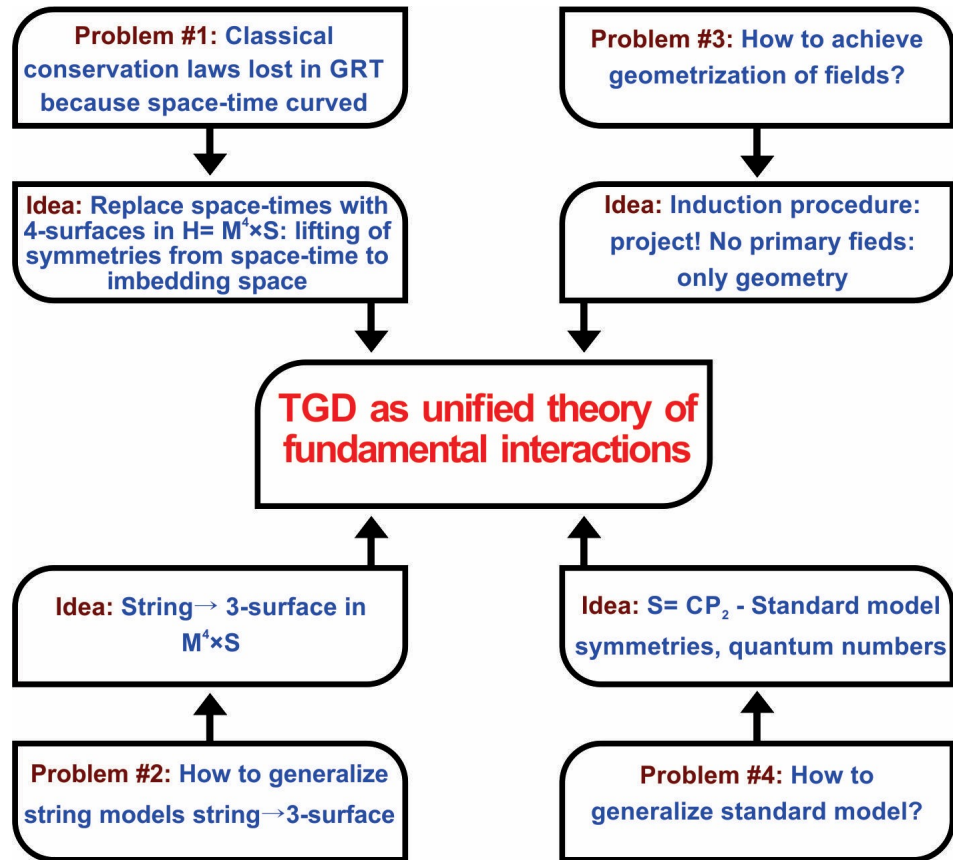 Problem #1: Classical
conservation laws lost in GRT
because space-time curved
Idea: Replace space-times with
4-surfaces in H= M⁴×S: lifting of
symmetries from space-time to
imbedding space
Problem #3: How to achieve
geometrization of fields?
Idea: Induction procedure:
project! No primary fieds:
only geometry
TGD as unified theory of
fundamental interactions
Idea: String→ 3-surface in
M⁴×S
Problem #2: How to generalize
string models string→3-surface
Idea: S= CP₂ - Standard model
symmetries, quantum numbers
Problem #4: How to
generalize standard model?